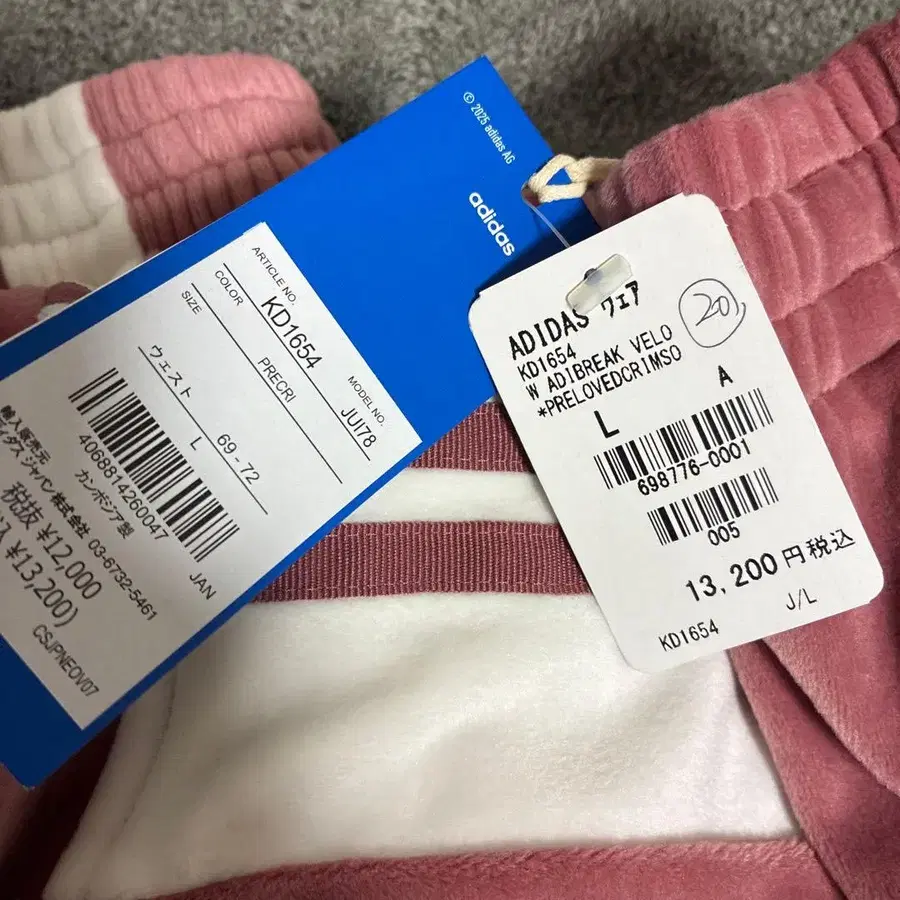 © 2025 adidas AG
adidas
ARTICLE NO.
KD1654
MODEL NO.
JUI78
COLOR
PRECRI
SIZE
ウェスト
69-72
L
4068814260047
JAN
カンボジア製
輸入販売元
アディダス ジャパン株式会社 03-6732-5461
税抜 ¥12,000
¥13,200)
CSJPNEOV07
ADIDAS ウェア
20
KD1654
W ADIBREAK VELO
*PRELOVEDCRIMSO
L
A
698776-0001
005
13,200円税込
KD1654
J/L